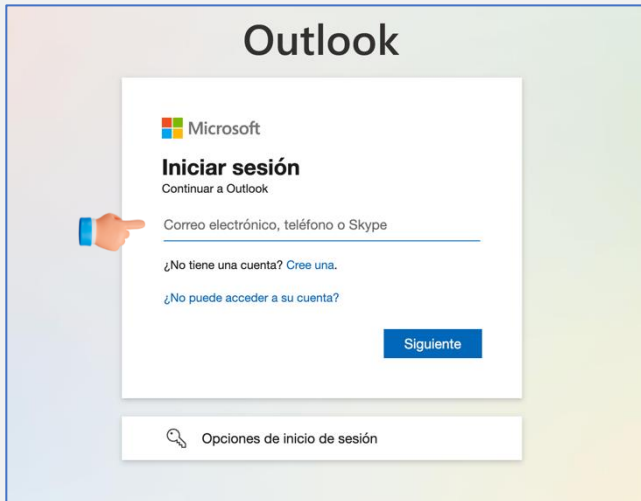 Outlook
Microsoft
Iniciar sesión
Continuar a Outlook
Correo electrónico, teléfono o Skype
¿No tiene una cuenta? Cree una.
¿No puede acceder a su cuenta?
Siguiente
Opciones de inicio de sesión